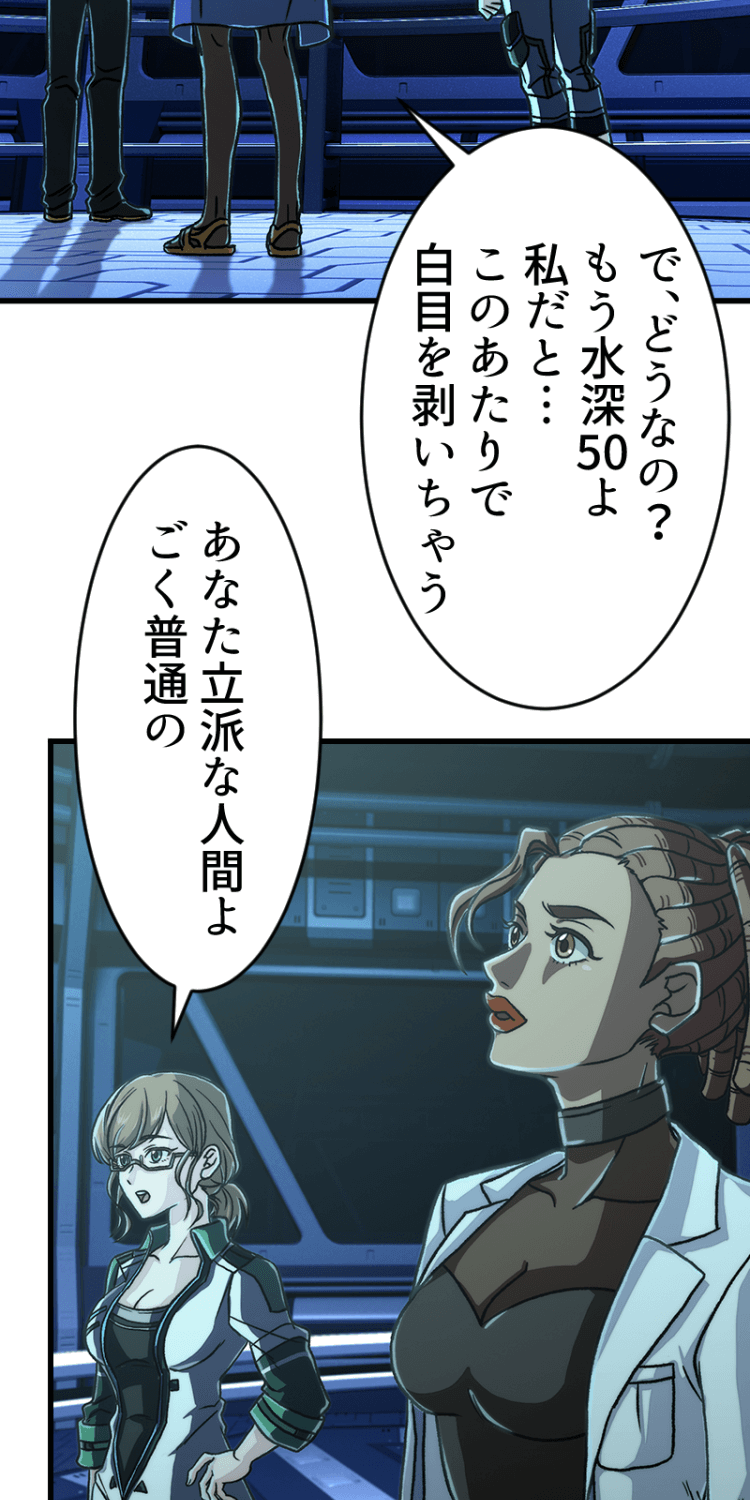 で、どうなの？
もう水深50よ
私だと…
このあたりで
白目を剥いちゃう
あなた立派な人間よ
ごく普通の